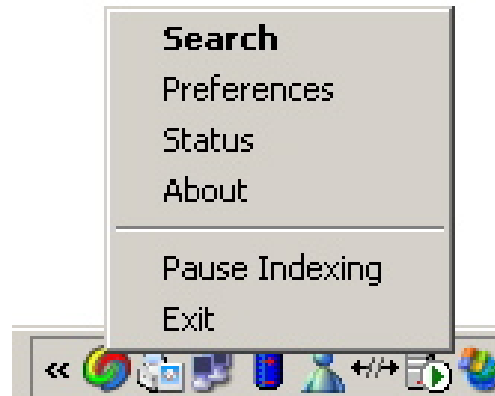 Search
Preferences
Status
About
Pause Indexing
Exit